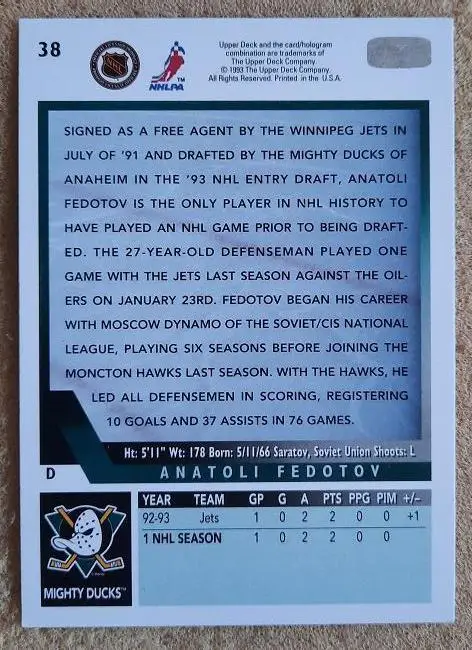 38
Upper Deck and the card/hologram
combination are trademarks of
The Upper Deck Company.
© 1993 The Upper Deck Company.
All Rights Reserved. Printed in the U.S.A.
NHL
NHLPA
TM
SIGNED AS A FREE AGENT BY THE WINNIPEG JETS IN
JULY OF '91 AND DRAFTED BY THE MIGHTY DUCKS OF
ANAHEIM IN THE '93 NHL ENTRY DRAFT, ANATOLI
FEDOTOV IS THE ONLY PLAYER IN NHL HISTORY TO
HAVE PLAYED AN NHL GAME PRIOR TO BEING DRAFT-
ED. THE 27-YEAR-OLD DEFENSEMAN PLAYED ONE
GAME WITH THE JETS LAST SEASON AGAINST THE OIL-
ERS ON JANUARY 23RD. FEDOTOV BEGAN HIS CAREER
WITH MOSCOW DYNAMO OF THE SOVIET/CIS NATIONAL
LEAGUE, PLAYING SIX SEASONS BEFORE JOINING THE
MONCTON HAWKS LAST SEASON. WITH THE HAWKS, HE
LED ALL DEFENSEMEN IN SCORING, REGISTERING
10 GOALS AND 37 ASSISTS IN 76 GAMES.
Ht: 5'11" Wt: 178 Born: 5/11/66 Saratov, Soviet Union Shoots: L
D ANATOLI FEDOTOV
YEAR TEAM GP G A PTS PPG PIM +/–
92-93 Jets 1 0 2 2 0 0 +1
1 NHL SEASON 1 0 2 2 0 0
MIGHTY DUCKS™